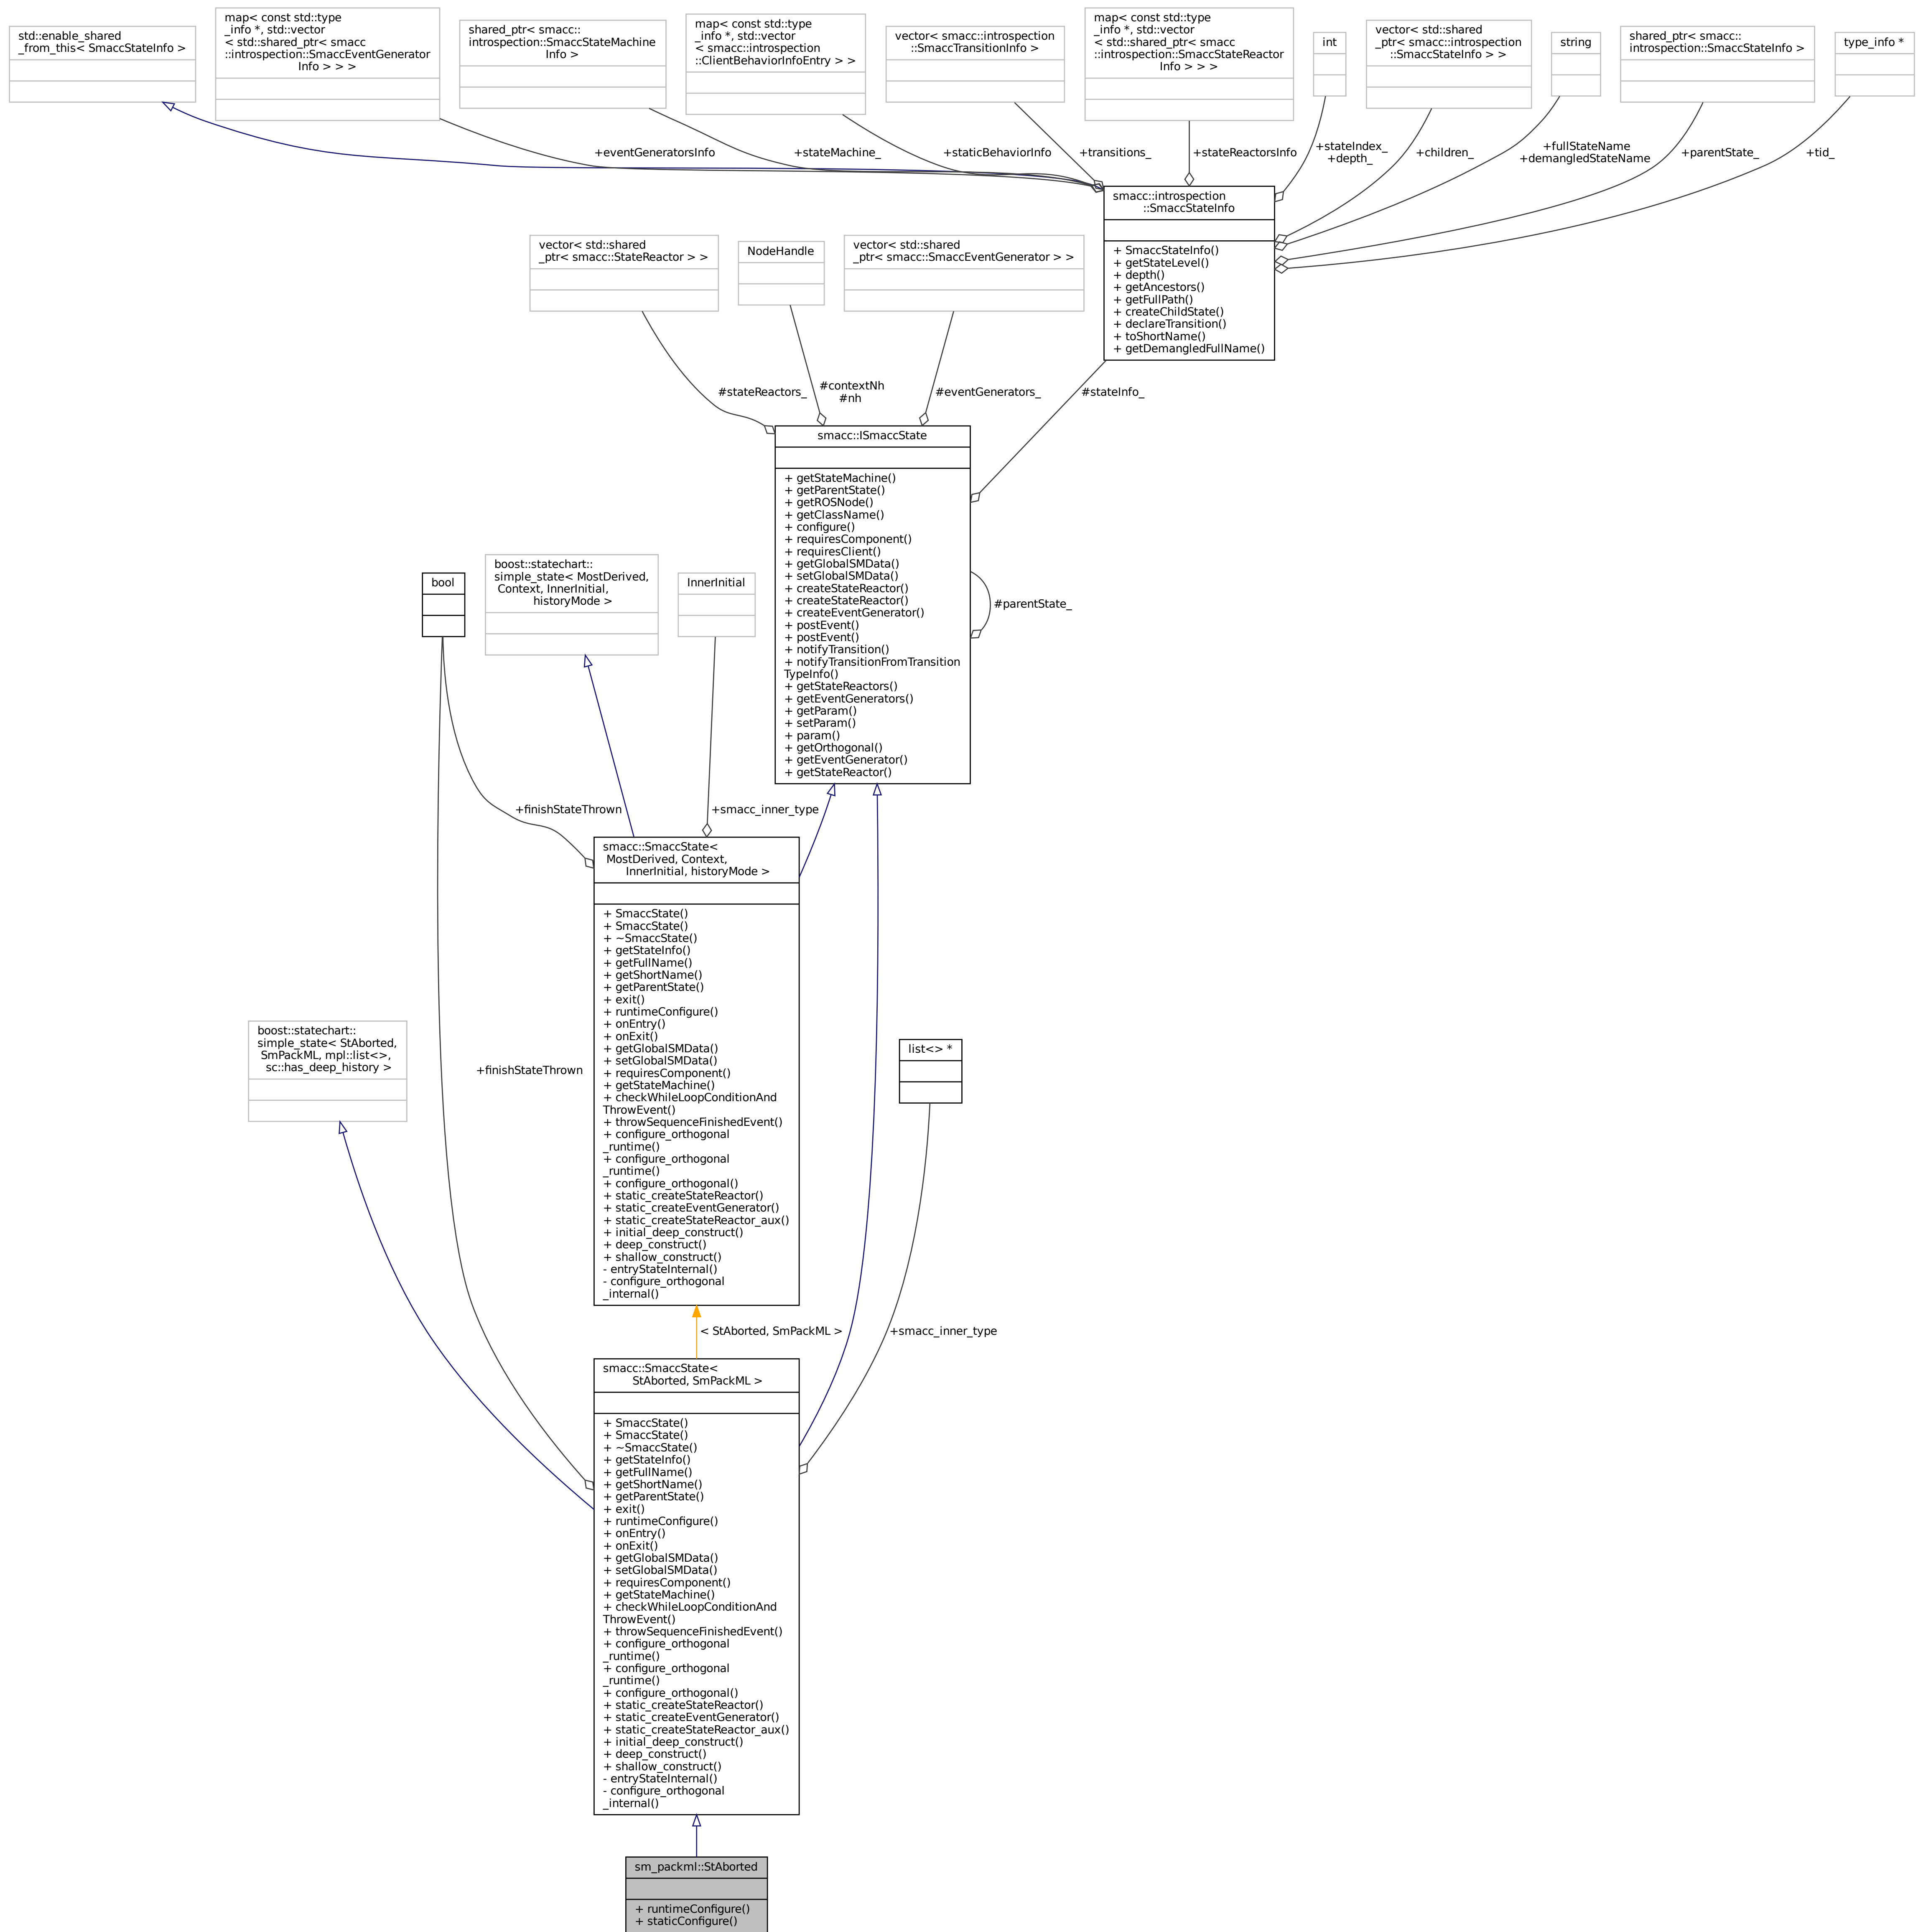 std::enable_shared
_from_this< SmaccStateInfo >
map< const std::type
_info *, std::vector
< std::shared_ptr< smacc
::introspection::SmaccEventGenerator
Info > > >
shared_ptr< smacc::
introspection::SmaccStateMachine
Info >
map< const std::type
_info *, std::vector
< smacc::introspection
::ClientBehaviorInfoEntry > >
vector< smacc::introspection
::SmaccTransitionInfo >
map< const std::type
_info *, std::vector
< std::shared_ptr< smacc
::introspection::SmaccStateReactor
Info > > >
int
vector< std::shared
_ptr< smacc::introspection
::SmaccStateInfo > >
string
shared_ptr< smacc::
introspection::SmaccStateInfo >
type_info *
+eventGeneratorsInfo
+stateMachine_
+staticBehaviorInfo
+transitions_
+stateReactorsInfo
+stateIndex_
+depth_
+children_
+fullStateName
+demangledStateName
+parentState_
+tid_
smacc::introspection
::SmaccStateInfo
+ SmaccStateInfo()
+ getStateLevel()
+ depth()
+ getAncestors()
+ getFullPath()
+ createChildState()
+ declareTransition()
+ toShortName()
+ getDemangledFullName()
vector< std::shared
_ptr< smacc::StateReactor > >
NodeHandle
vector< std::shared
_ptr< smacc::SmaccEventGenerator > >
#stateReactors_
#contextNh
#nh
#eventGenerators_
#stateInfo_
smacc::ISmaccState
+ getStateMachine()
+ getParentState()
+ getROSNode()
+ getClassName()
+ configure()
+ requiresComponent()
+ requiresClient()
+ getGlobalSMData()
+ setGlobalSMData()
+ createStateReactor()
+ createStateReactor()
+ createEventGenerator()
+ postEvent()
+ postEvent()
+ notifyTransition()
+ notifyTransitionFromTransition
TypeInfo()
+ getStateReactors()
+ getEventGenerators()
+ getParam()
+ setParam()
+ param()
+ getOrthogonal()
+ getEventGenerator()
+ getStateReactor()
#parentState_
bool
boost::statechart::
simple_state< MostDerived,
Context, InnerInitial,
historyMode >
InnerInitial
+finishStateThrown
+smacc_inner_type
smacc::SmaccState<
MostDerived, Context,
InnerInitial, historyMode >
+ SmaccState()
+ SmaccState()
+ ~SmaccState()
+ getStateInfo()
+ getFullName()
+ getShortName()
+ getParentState()
+ exit()
+ runtimeConfigure()
+ onEntry()
+ onExit()
+ getGlobalSMData()
+ setGlobalSMData()
+ requiresComponent()
+ getStateMachine()
+ checkWhileLoopConditionAnd
ThrowEvent()
+ throwSequenceFinishedEvent()
+ configure_orthogonal
_runtime()
+ configure_orthogonal
_runtime()
+ configure_orthogonal()
+ static_createStateReactor()
+ static_createEventGenerator()
+ static_createStateReactor_aux()
+ initial_deep_construct()
+ deep_construct()
+ shallow_construct()
- entryStateInternal()
- configure_orthogonal
_internal()
boost::statechart::
simple_state< StAborted,
SmPackML, mpl::list<>,
sc::has_deep_history >
+finishStateThrown
list<> *
< StAborted, SmPackML >
+smacc_inner_type
smacc::SmaccState<
StAborted, SmPackML >
+ SmaccState()
+ SmaccState()
+ ~SmaccState()
+ getStateInfo()
+ getFullName()
+ getShortName()
+ getParentState()
+ exit()
+ runtimeConfigure()
+ onEntry()
+ onExit()
+ getGlobalSMData()
+ setGlobalSMData()
+ requiresComponent()
+ getStateMachine()
+ checkWhileLoopConditionAnd
ThrowEvent()
+ throwSequenceFinishedEvent()
+ configure_orthogonal
_runtime()
+ configure_orthogonal
_runtime()
+ configure_orthogonal()
+ static_createStateReactor()
+ static_createEventGenerator()
+ static_createStateReactor_aux()
+ initial_deep_construct()
+ deep_construct()
+ shallow_construct()
- entryStateInternal()
- configure_orthogonal
_internal()
sm_packml::StAborted
+ runtimeConfigure()
+ staticConfigure()